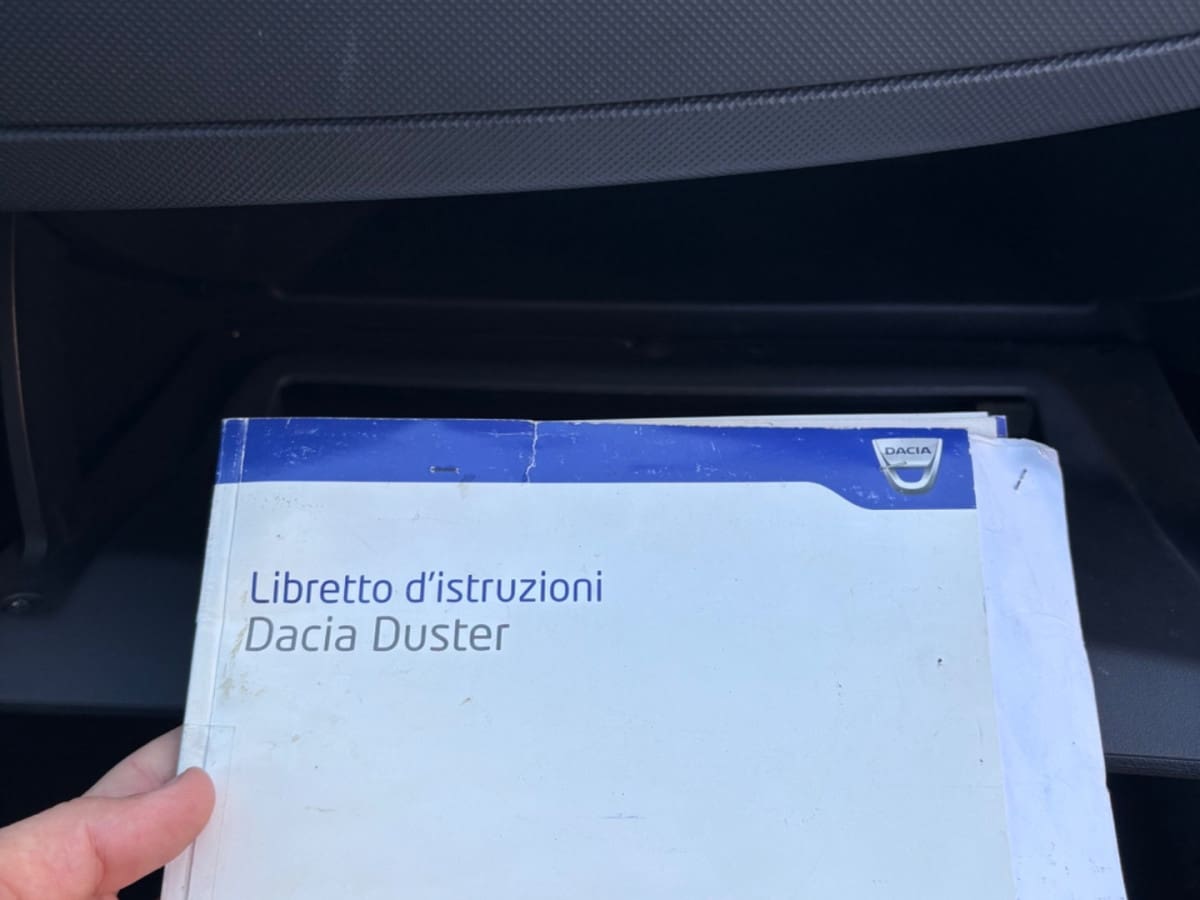 DACIA
Libretto d'istruzioni
Dacia Duster